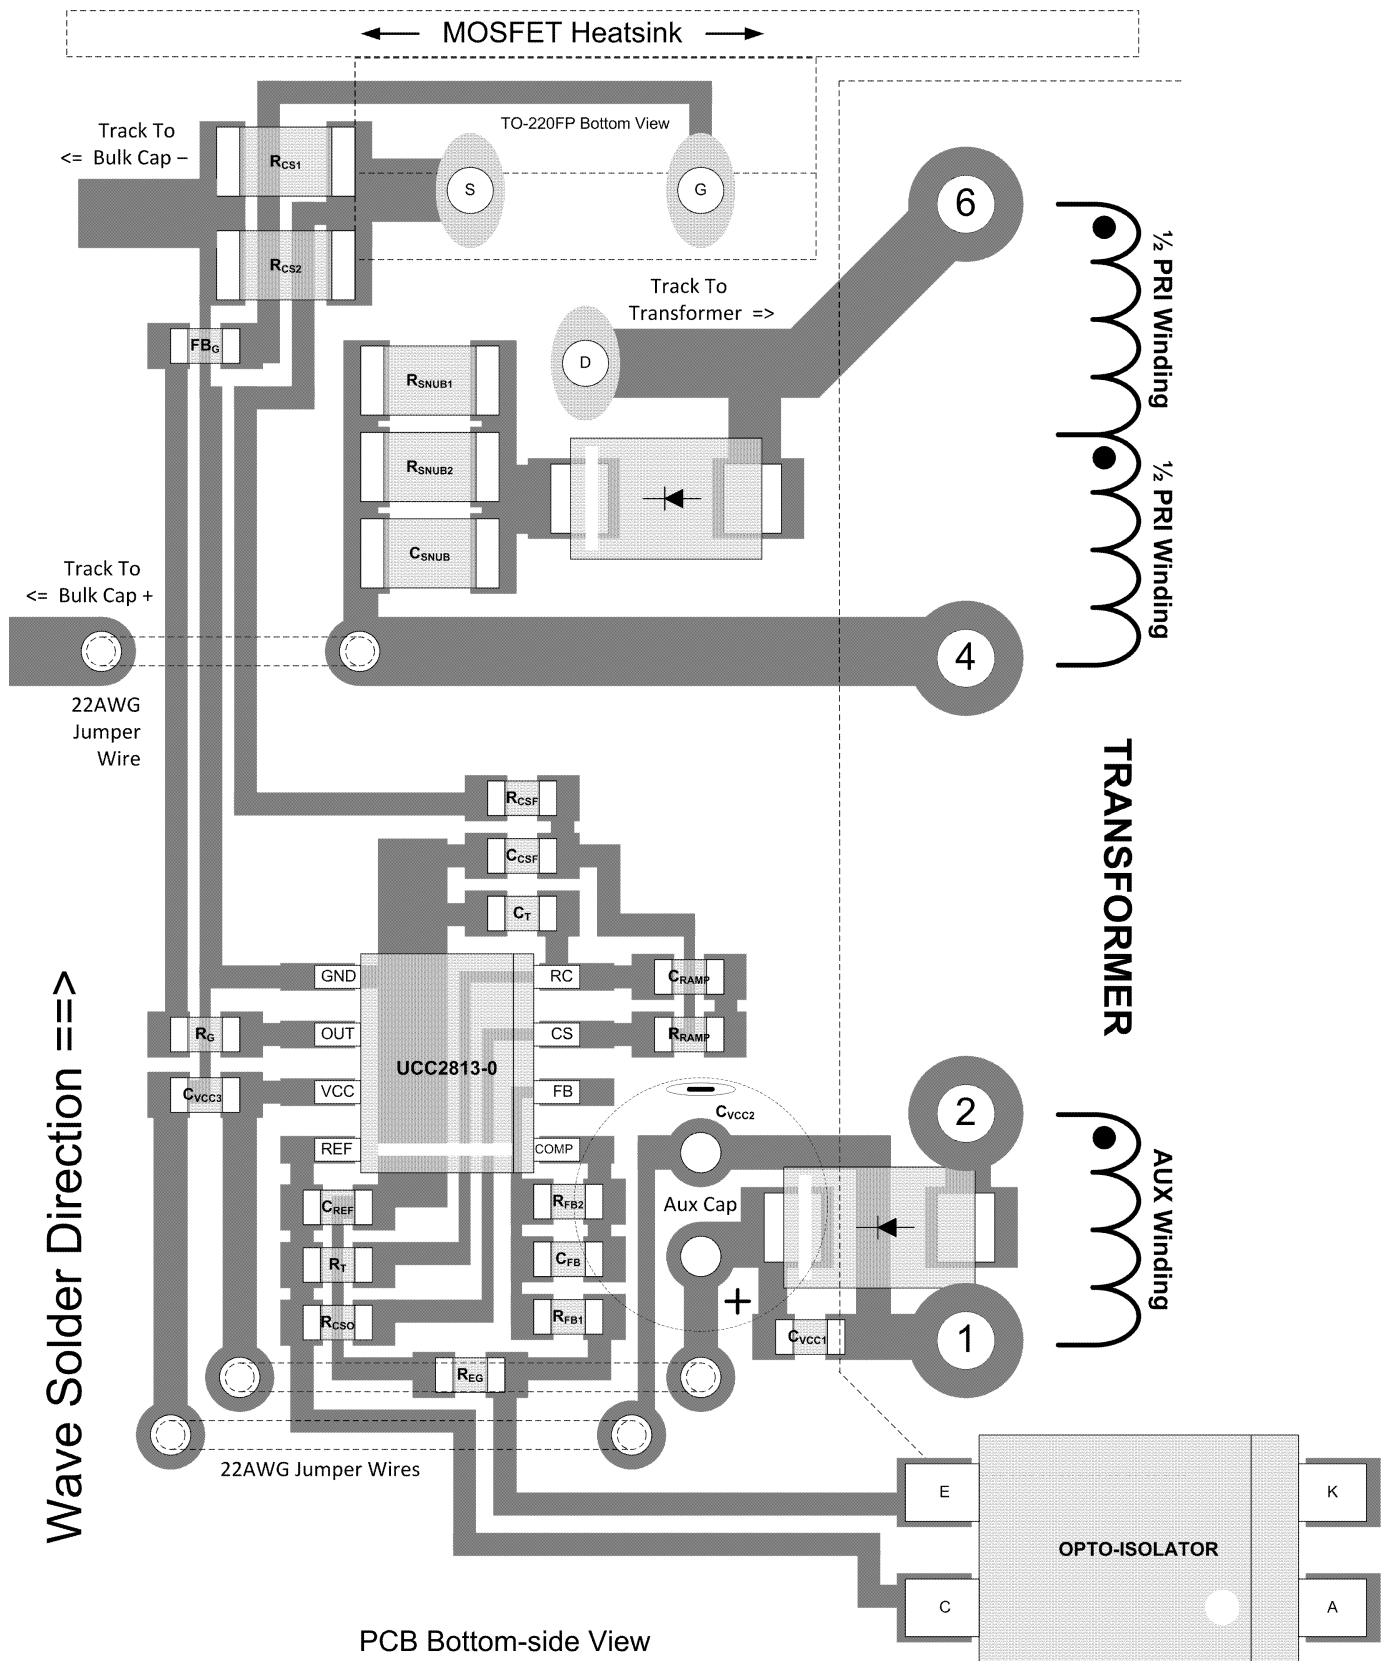 MOSFET Heatsink
Track To
<= Bulk Cap –
TO-220FP Bottom View
RCS1
S
G
6
RCS2
½ PRI Winding
Track To
Transformer =>
FBG
D
RSNUB1
RSNUB2
½ PRI Winding
CSNUB
Track To
<= Bulk Cap +
4
22AWG
Jumper
Wire
TRANSFORMER
RCSF
CCSF
CT
GND
RC
CRAMP
RG
OUT
CS
RRAMP
UCC2813-0
CVCC3
VCC
FB
CVCC2
2
REF
COMP
CREF
RFB2
Aux Cap
AUX Winding
RT
CFB
+
RCSO
RFB1
CVCC1
1
REG
22AWG Jumper Wires
Wave Solder Direction ==>
E
K
OPTO-ISOLATOR
C
A
PCB Bottom-side View